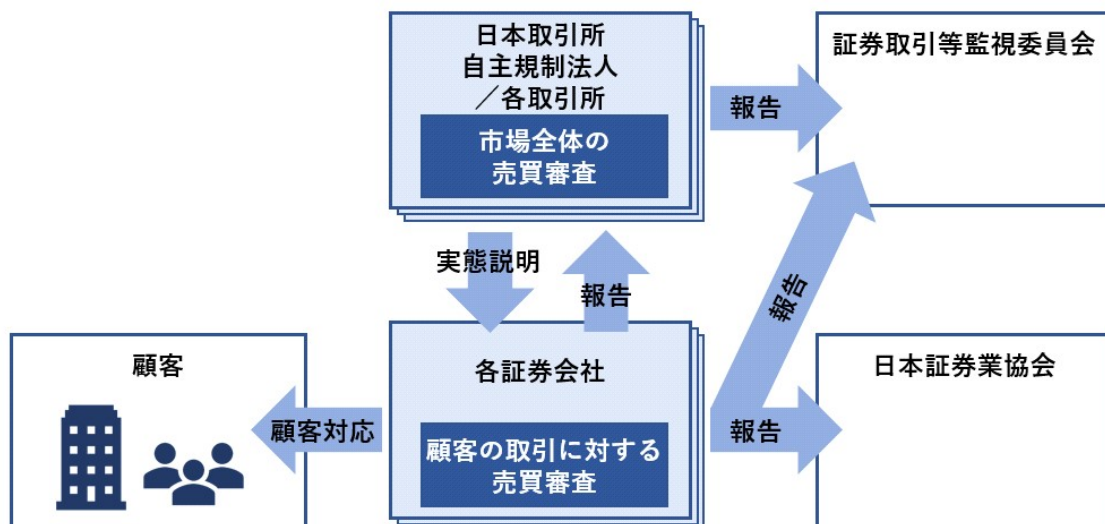 日本取引所
自主規制法人
／各取引所
市場全体の
売買審査
報告
証券取引等監視委員会
実態説明
報告
報告
顧客
顧客対応
各証券会社
顧客の取引に対する
売買審査
報告
日本証券業協会